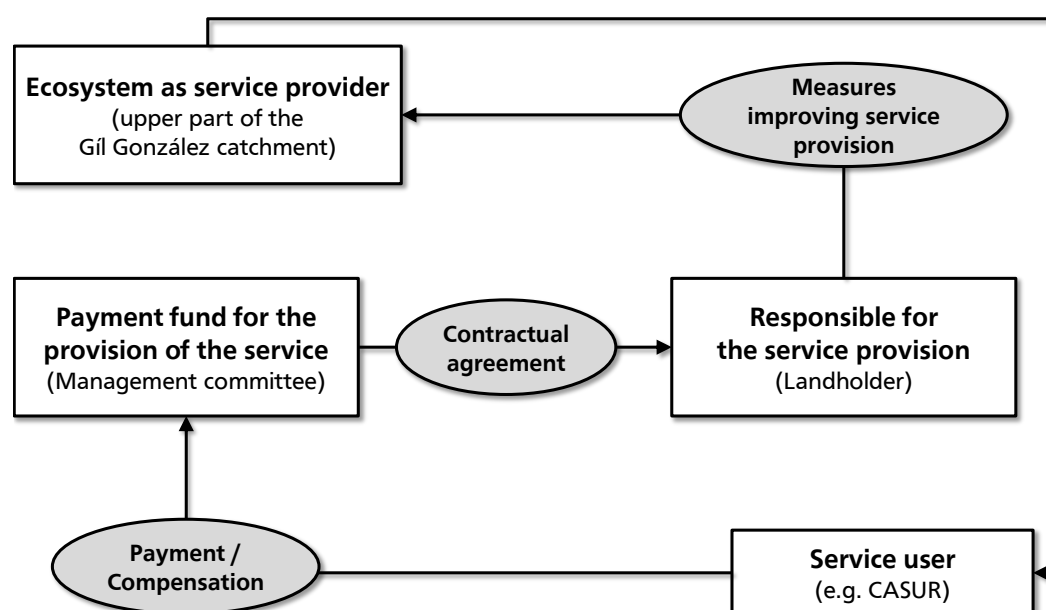 Ecosystem as service provider
(upper part of the
Gíl Gonzáléz catchment)
Measures
improving service
provision
Payment fund for the
provision of the service
(Management committee)
Contractual
agreement
Responsible for
the service provision
(Landholder)
Payment /
Compensation
Service user
(e.g. CASUR)